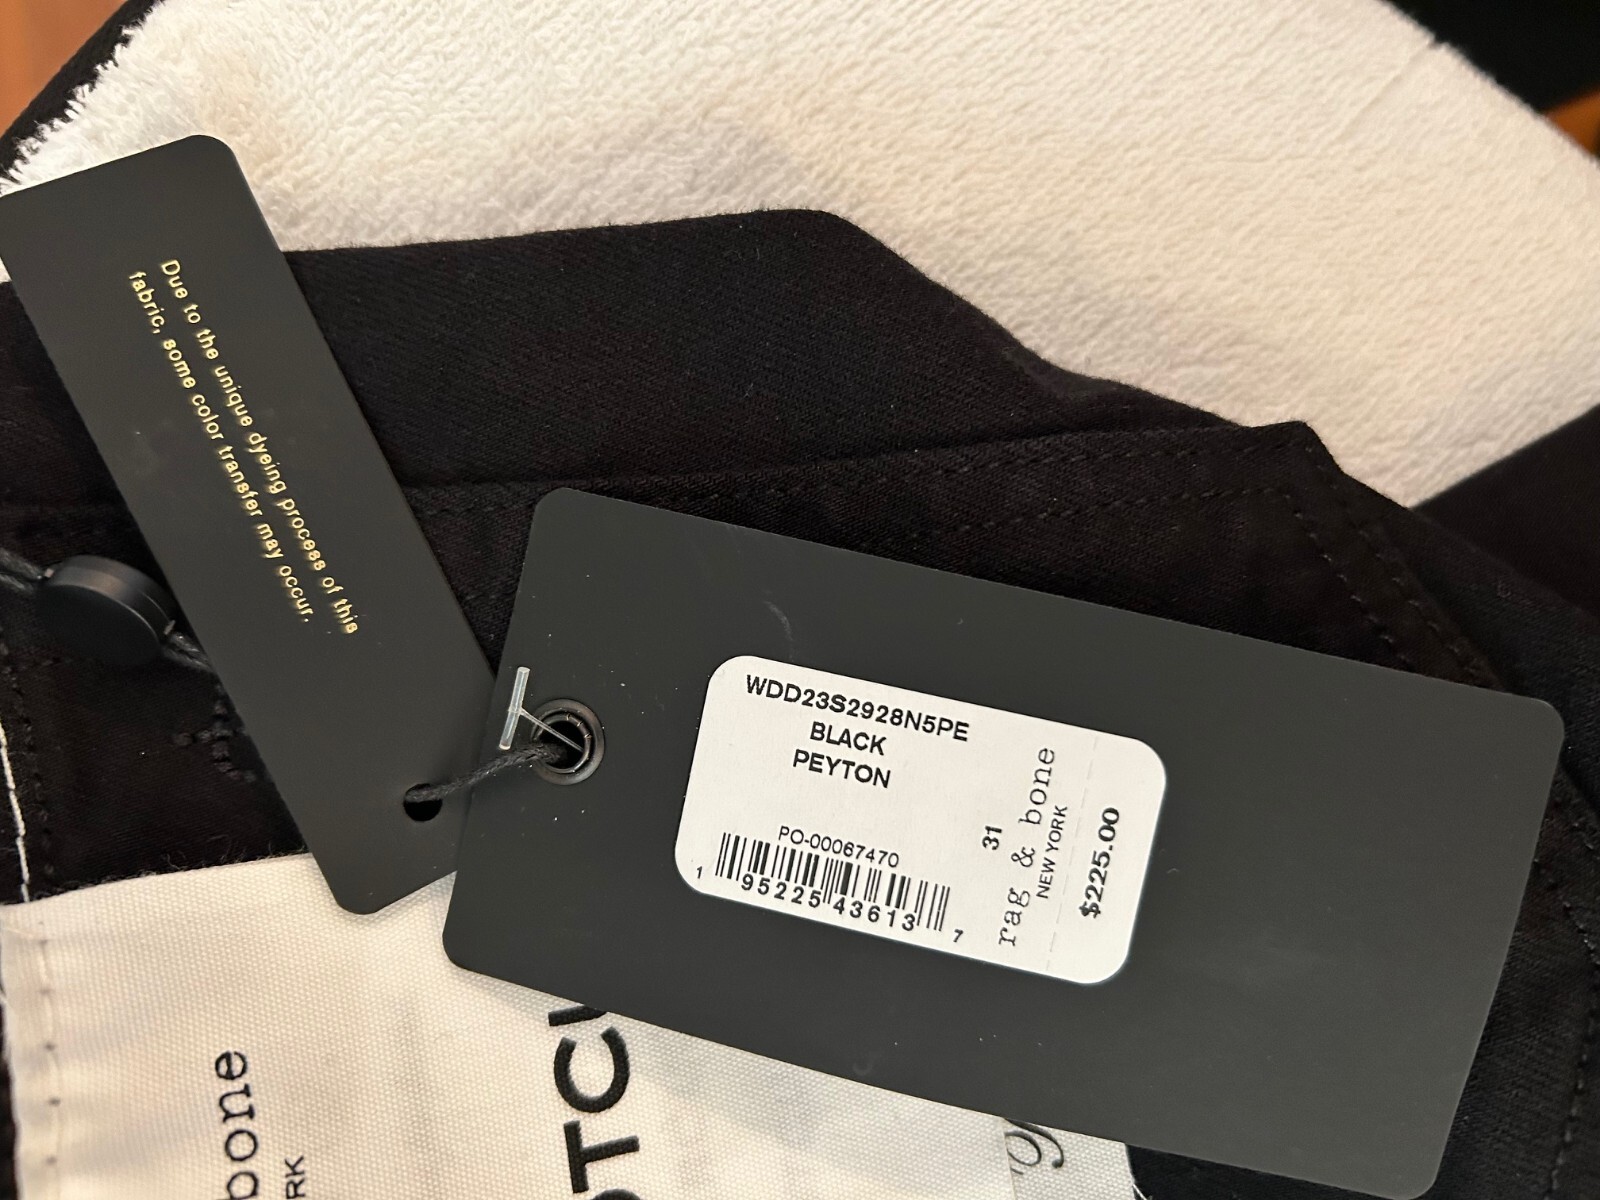 Due to the unique dyeing process of this
fabric, some color transfer may occur.
WDD23S2928N5PE
BLACK
PEYTON
PO-00067470
1 95225 43613 7
31
rag & bone
NEW YORK
$225.00
bone
RK